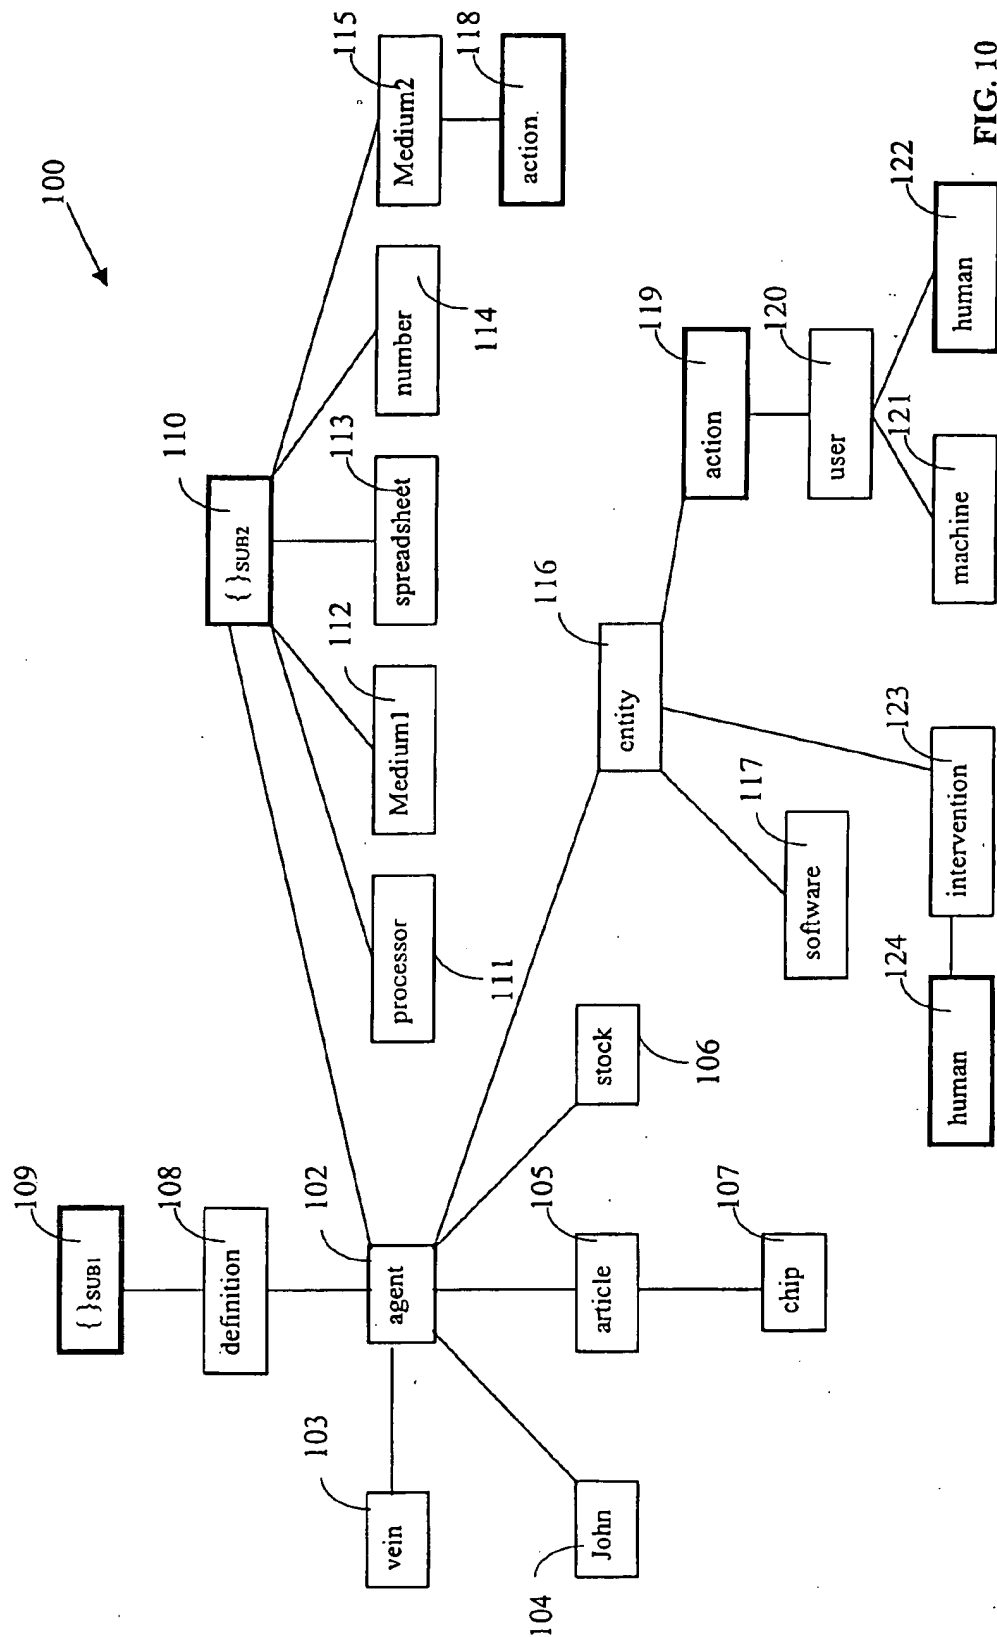 100
109
{ }SUB1
108
definition
102
agent
103
vein
104
John
105
article
107
chip
106
stock
110
{ }SUB2
111
processor
112
Medium1
113
spreadsheet
114
number
115
Medium2
118
action
116
entity
117
software
119
action
120
user
121
machine
122
human
123
intervention
124
human
FIG. 10